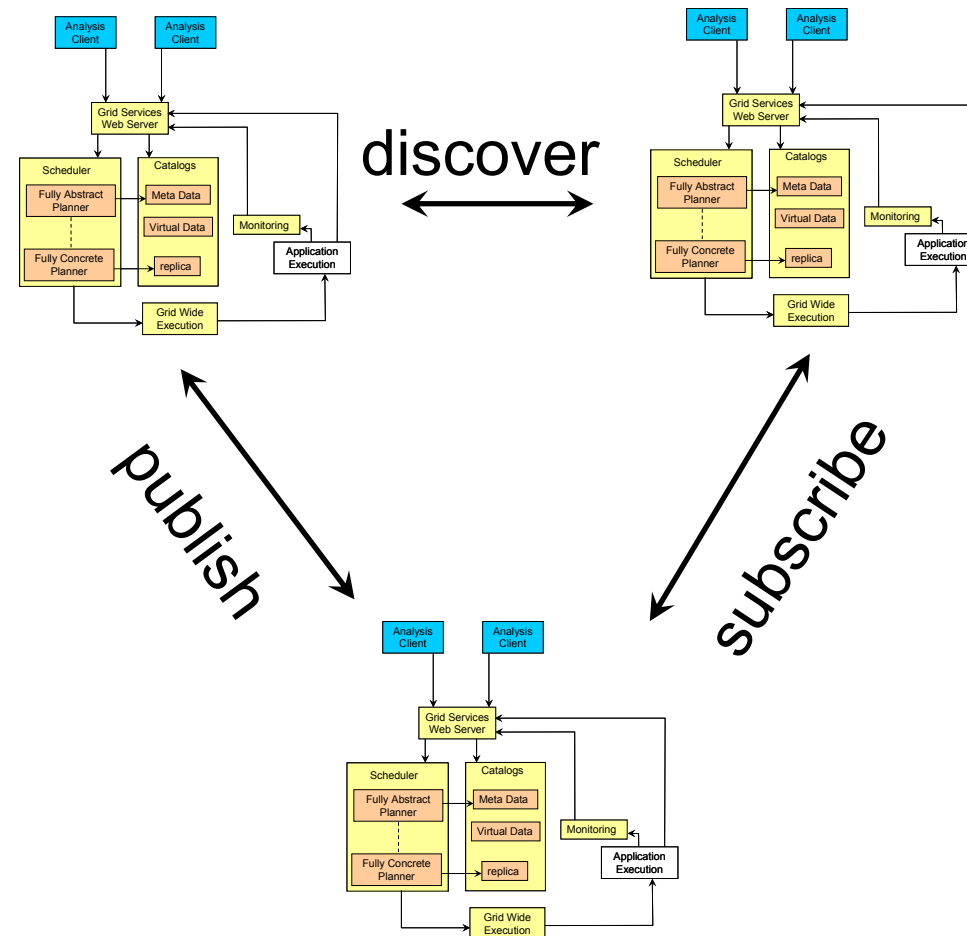 Analysis
Client
Analysis
Client
Grid Services
Web Server
Scheduler
Catalogs
Fully Abstract
Planner
Meta Data
Virtual Data
Monitoring
Fully Concrete
Planner
replica
Application
Execution
Grid Wide
Execution
discover
Analysis
Client
Analysis
Client
Grid Services
Web Server
Scheduler
Catalogs
Fully Abstract
Planner
Meta Data
Virtual Data
Monitoring
Fully Concrete
Planner
replica
Application
Execution
Grid Wide
Execution
publish
subscribe
Analysis
Client
Analysis
Client
Grid Services
Web Server
Scheduler
Catalogs
Fully Abstract
Planner
Meta Data
Virtual Data
Monitoring
Fully Concrete
Planner
replica
Application
Execution
Grid Wide
Execution